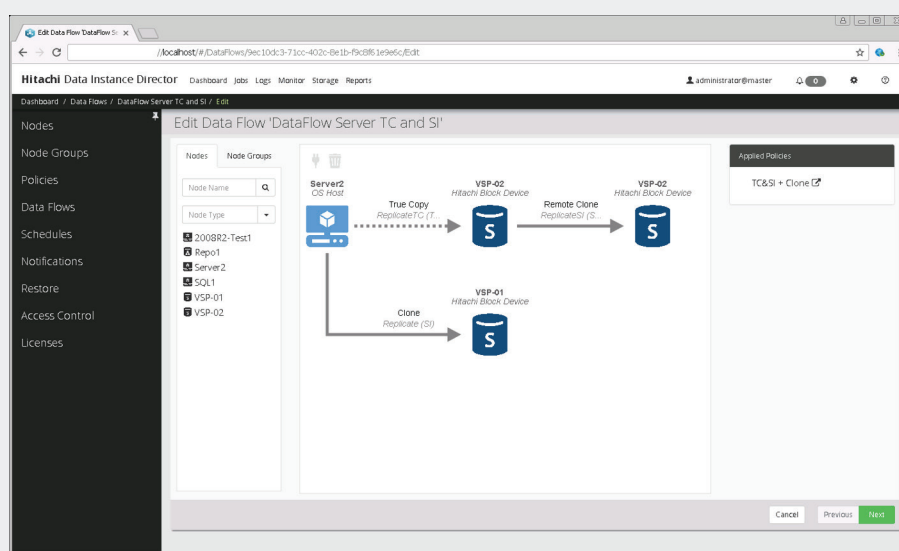 Edit Data Flow 'DataFlow Se
//localhost/#/DataFlows/9ec10dc3-71cc-402c-8e1b-f9c8f61e9e6c/Edit
Hitachi Data Instance Director Dashboard Jobs Logs Monitor Storage Reports administrator@master 0
Dashboard / Data Flows / DataFlow Server TC and SI / Edit
Nodes
Node Groups
Policies
Data Flows
Schedules
Notifications
Restore
Access Control
Licenses
Edit Data Flow 'DataFlow Server TC and SI'
Nodes Node Groups
Node Name
Node Type
2008R2-Test1
Repo1
Server2
SQL1
VSP-01
VSP-02
Server2
OS Host
True Copy
ReplicateTC (T...
VSP-02
Hitachi Block Device
S
Remote Clone
ReplicateSI (S...
VSP-02
Hitachi Block Device
S
Clone
Replicate (SI)
VSP-01
Hitachi Block Device
S
Applied Policies
TC&SI + Clone
Cancel Previous Next